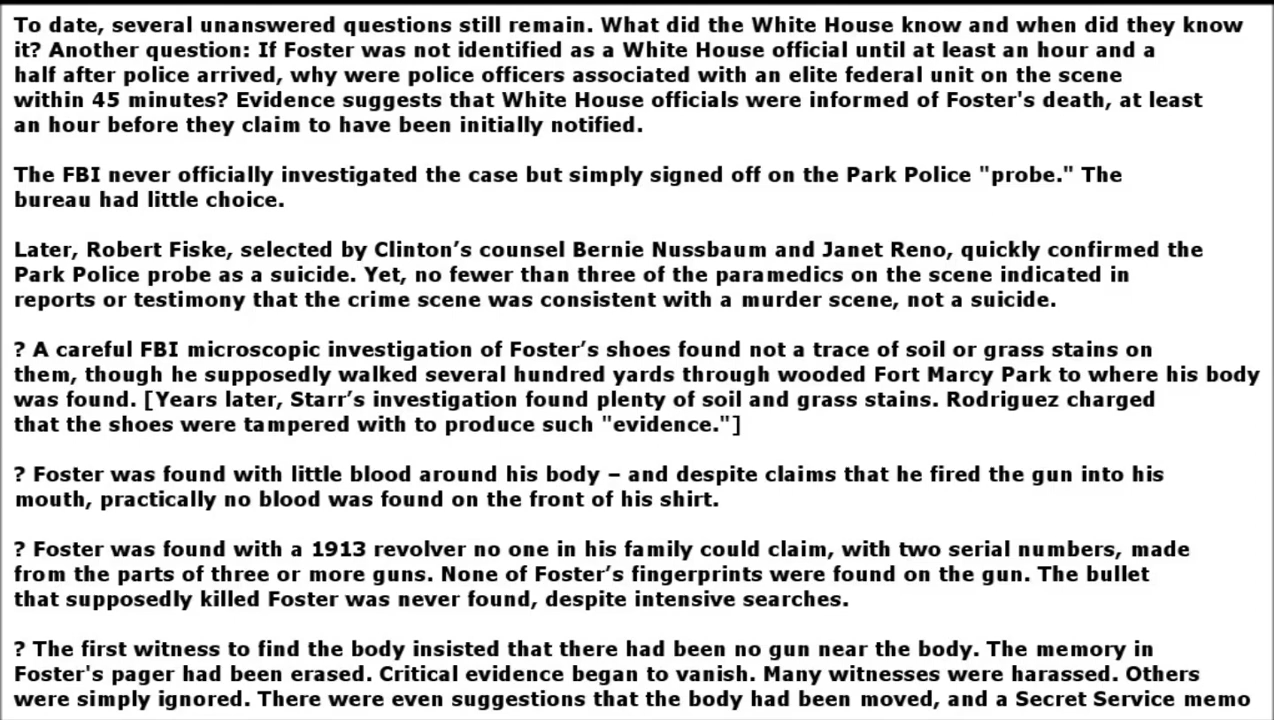 To date, several unanswered questions still remain. What did the White House know and when did they know
it? Another question: If Foster was not identified as a White House official until at least an hour and a
half after police arrived, why were police officers associated with an elite federal unit on the scene
within 45 minutes? Evidence suggests that White House officials were informed of Foster's death, at least
an hour before they claim to have been initially notified.
The FBI never officially investigated the case but simply signed off on the Park Police "probe." The
bureau had little choice.
Later, Robert Fiske, selected by Clinton’s counsel Bernie Nussbaum and Janet Reno, quickly confirmed the
Park Police probe as a suicide. Yet, no fewer than three of the paramedics on the scene indicated in
reports or testimony that the crime scene was consistent with a murder scene, not a suicide.
? A careful FBI microscopic investigation of Foster’s shoes found not a trace of soil or grass stains on
them, though he supposedly walked several hundred yards through wooded Fort Marcy Park to where his body
was found. [Years later, Starr’s investigation found plenty of soil and grass stains. Rodriguez charged
that the shoes were tampered with to produce such "evidence."]
? Foster was found with little blood around his body – and despite claims that he fired the gun into his
mouth, practically no blood was found on the front of his shirt.
? Foster was found with a 1913 revolver no one in his family could claim, with two serial numbers, made
from the parts of three or more guns. None of Foster’s fingerprints were found on the gun. The bullet
that supposedly killed Foster was never found, despite intensive searches.
? The first witness to find the body insisted that there had been no gun near the body. The memory in
Foster's pager had been erased. Critical evidence began to vanish. Many witnesses were harassed. Others
were simply ignored. There were even suggestions that the body had been moved, and a Secret Service memo